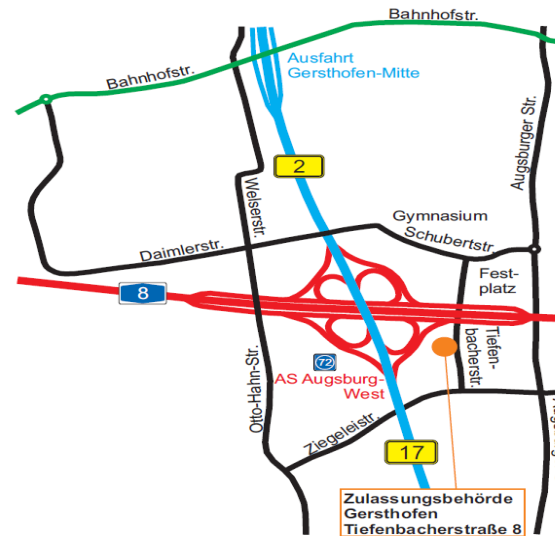 Bahnhofstr.
Bahnhofstr.
Ausfahrt
Gersthofen-Mitte
Augsburger Str.
2
Welserstr.
Gymnasium
Schubertstr.
Daimlerstr.
Fest-
platz
8
Tiefen-
bacherstr.
72
AS Augsburg-
West
Otto-Hahn-Str.
Ziegeleistr.
17
Zulassungsbehörde
Gersthofen
Tiefenbacherstraße 8